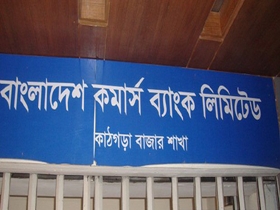 বাংলাদেশ কমার্স ব্যাংক লিমিটেড
কাঠগড়া বাজার শাখা